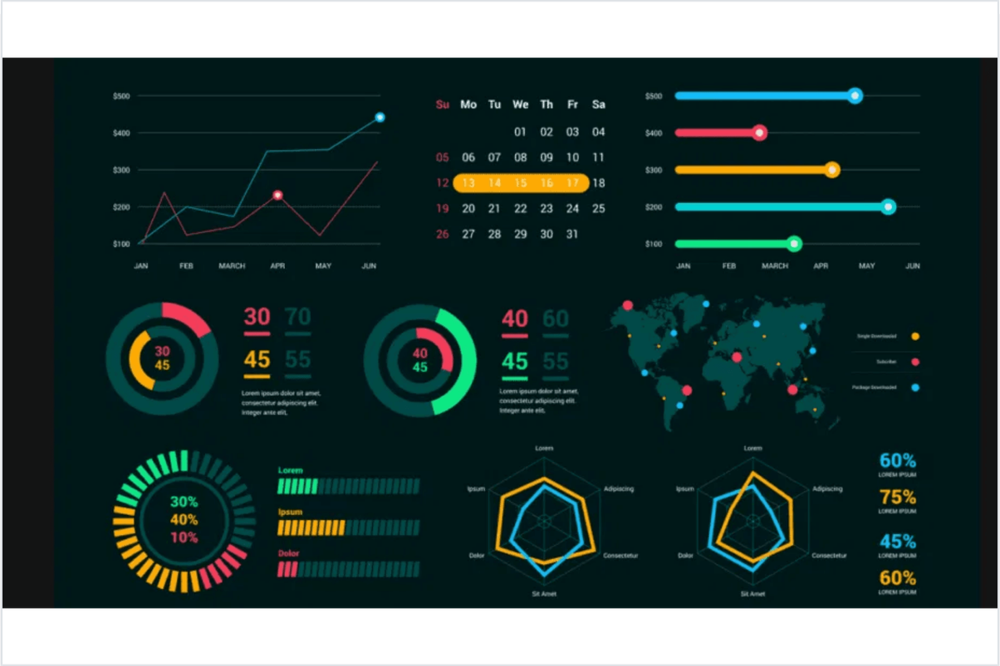 $500
$400
$300
$200
$100
JAN FEB MARCH APR MAY JUN
Su Mo Tu We Th Fr Sa
01 02 03 04
05 06 07 08 09 10 11
12 13 14 15 16 17 18
19 20 21 22 23 24 25
26 27 28 29 30 31
$500
$400
$300
$200
$100
JAN FEB MARCH APR MAY JUN
30
45
30 70
45 55
Lorem ipsum dolor sit amet,
consectetur adipiscing elit.
Integer ante elit,
40
45
40 60
45 55
Lorem ipsum dolor sit amet,
consectetur adipiscing elit.
Integer ante elit,
Single Downloaded
Subscriber
Package Downloaded
30%
40%
10%
Lorem
Ipsum
Dolor
Lorem
Ipsum Adipiscing
Dolor Consectetur
Sit Amet
Lorem
Ipsum Adipiscing
Dolor Consectetur
Sit Amet
60%
LOREM IPSUM
75%
LOREM IPSUM
45%
LOREM IPSUM
60%
LOREM IPSUM